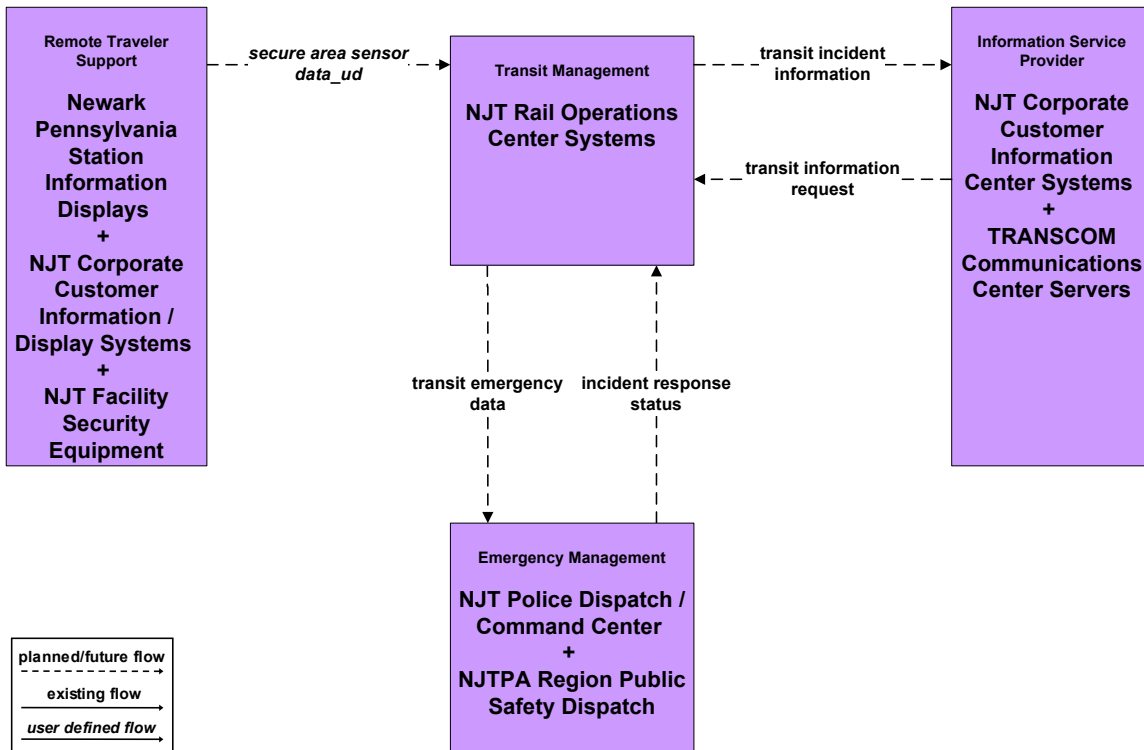 Remote Traveler
Support
Newark
Pennsylvania
Station
Information
Displays
+
NJT Corporate
Customer
Information /
Display Systems
+
NJT Facility
Security
Equipment
secure area sensor
data_ud
Transit Management
NJT Rail Operations
Center Systems
transit incident
information
transit information
request
Information Service
Provider
NJT Corporate
Customer
Information
Center Systems
+
TRANSCOM
Communications
Center Servers
transit emergency
data
incident response
status
Emergency Management
NJT Police Dispatch /
Command Center
+
NJTPA Region Public
Safety Dispatch
planned/future flow
existing flow
user defined flow